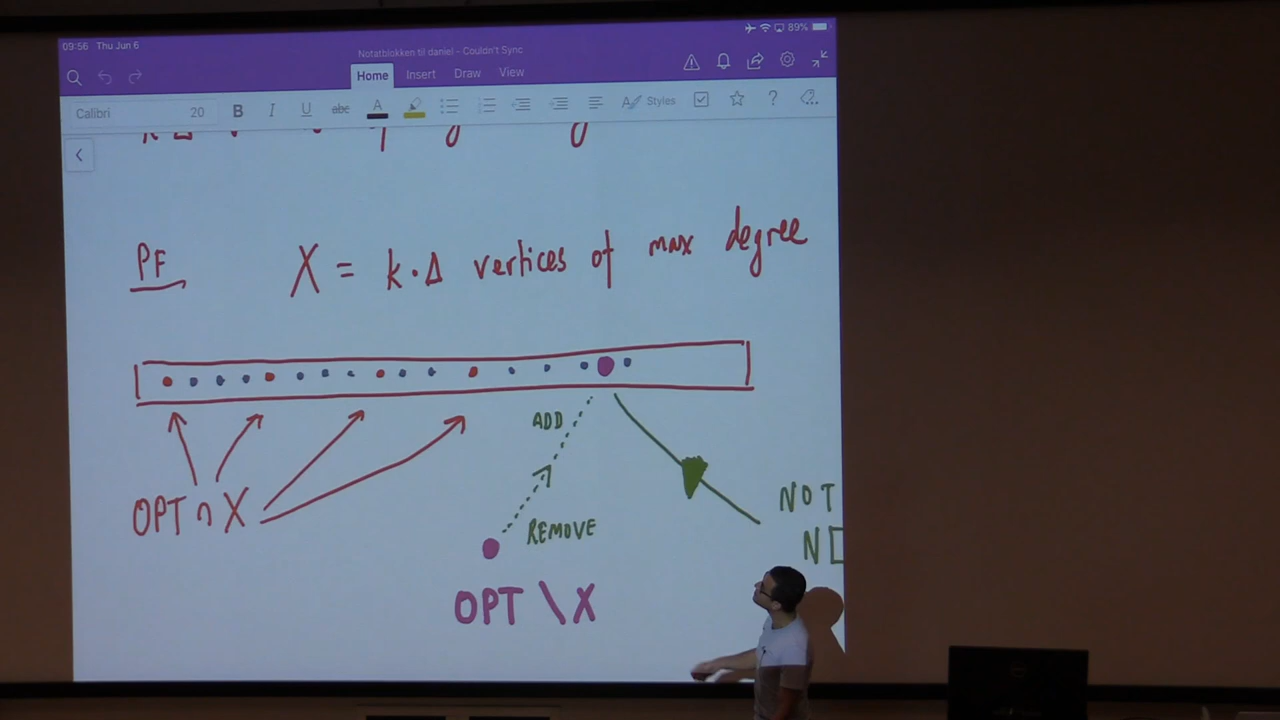 09:56 Thu Jun 6
89%
Notatblokken til daniel - Couldn't Sync
Home Insert Draw View
Calibri 20 B I U abc A Styles ?
PF X = k·Δ vertices of max degree
ADD
OPT ∩ X
NOT
REMOVE
N[
OPT \ X